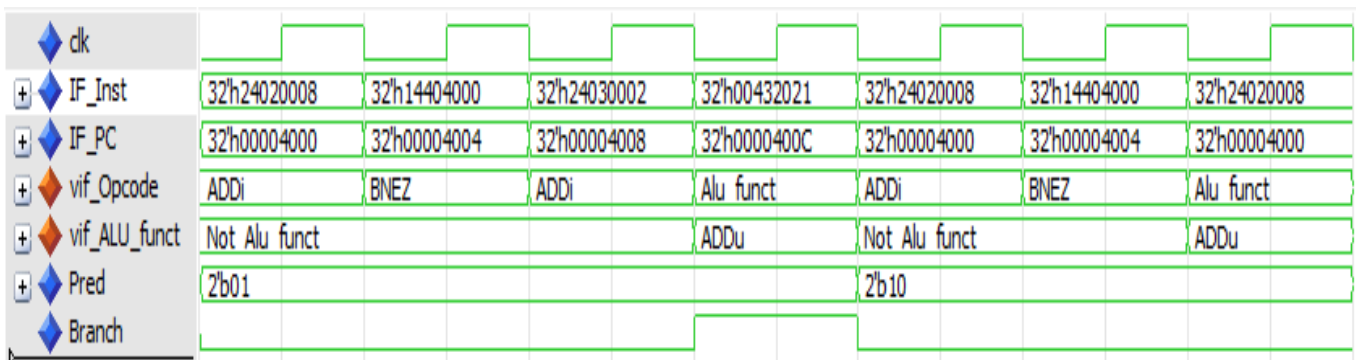 clk
IF_Inst 32'h24020008 32'h14404000 32'h24030002 32'h00432021 32'h24020008 32'h14404000 32'h24020008
IF_PC 32'h00004000 32'h00004004 32'h00004008 32'h0000400C 32'h00004000 32'h00004004 32'h00004000
vif_Opcode ADDi BNEZ ADDi Alu funct ADDi BNEZ Alu funct
vif_ALU_funct Not Alu funct ADDu Not Alu funct ADDu
Pred 2'b01 2'b10
Branch